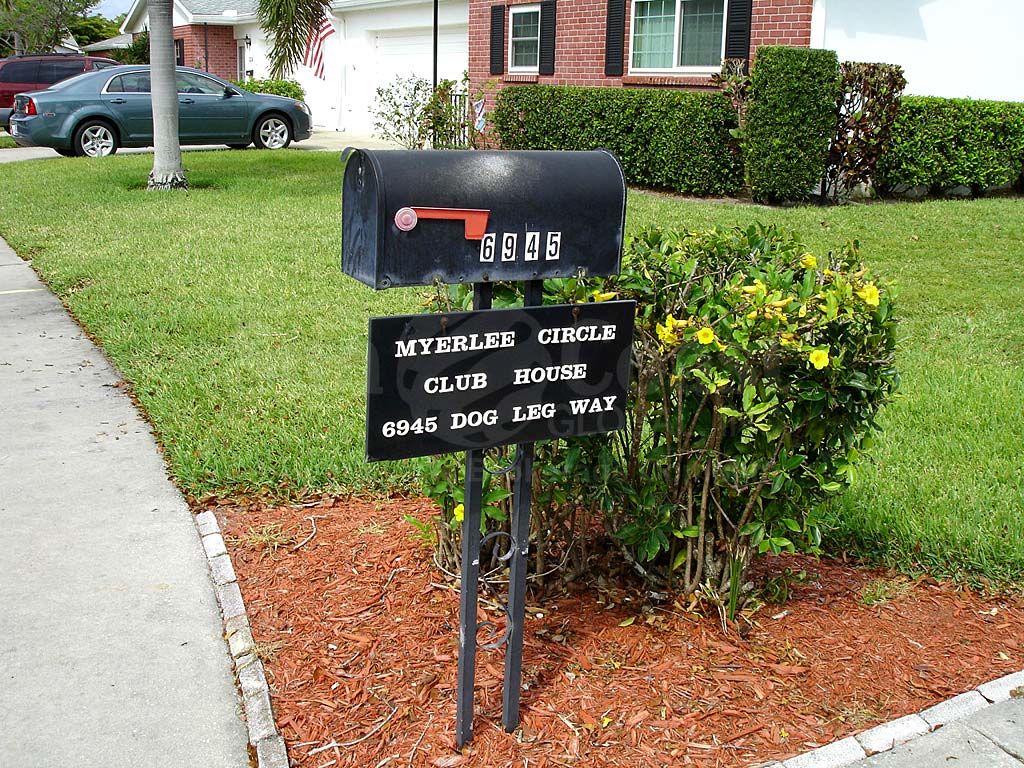 6945
MYERLEE CIRCLE
CLUB HOUSE
6945 DOG LEG WAY